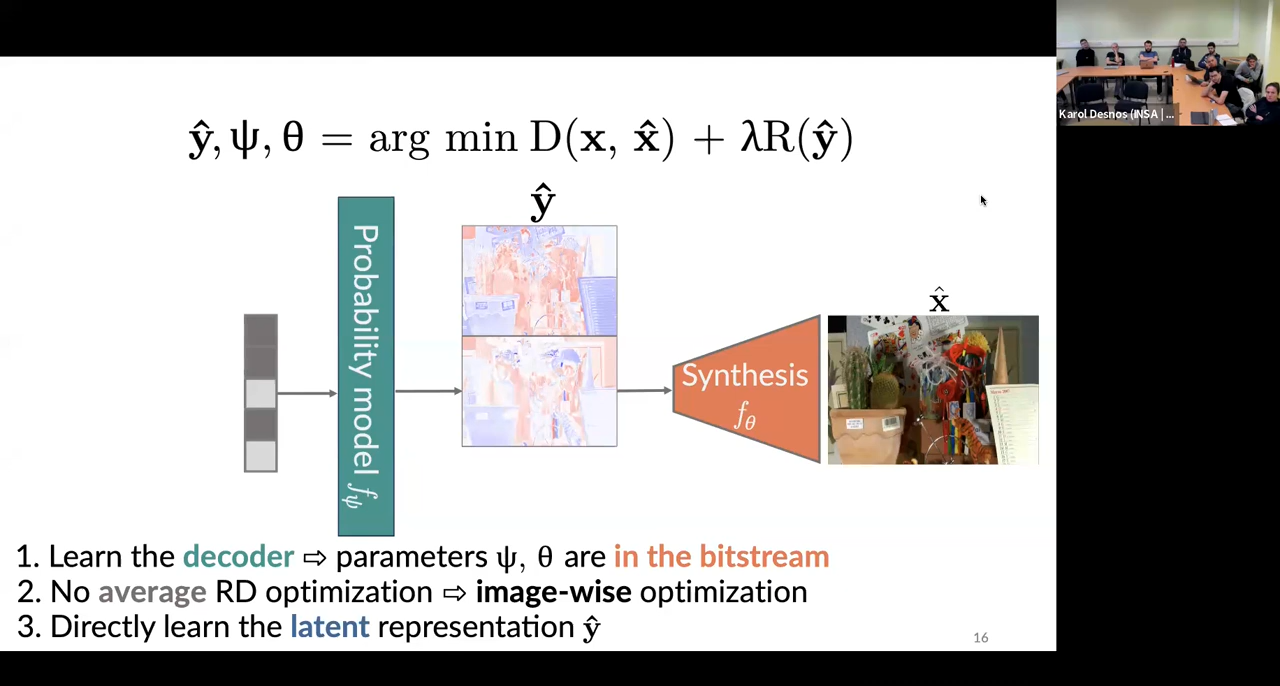 ŷ, ψ, θ = arg min D(x, x̂) + λR(ŷ)
ŷ
Probability model f_ψ
Synthesis
f_θ
x̂
1. Learn the decoder ⇨ parameters ψ, θ are in the bitstream
2. No average RD optimization ⇨ image-wise optimization
3. Directly learn the latent representation ŷ
16
Karol Desnos (INSA | ...